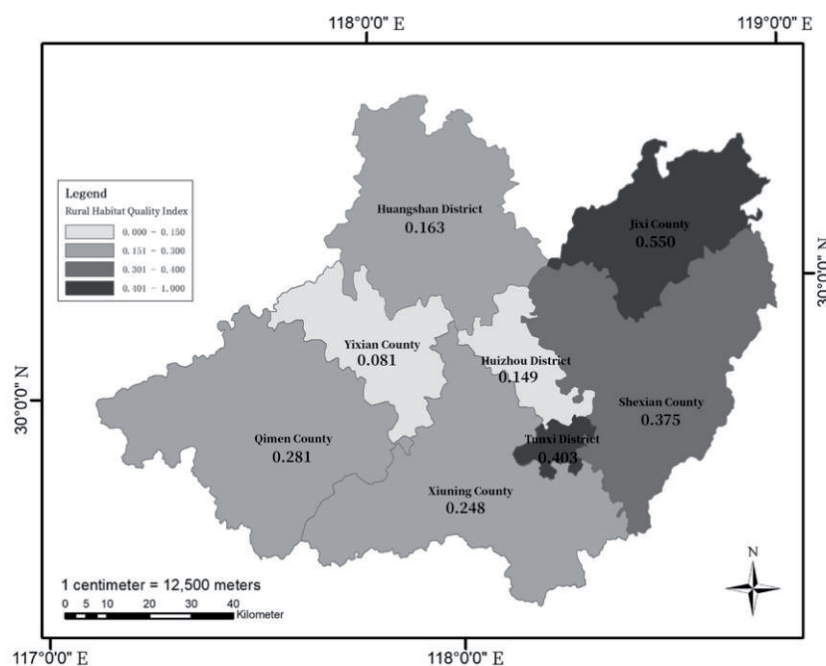 118°0'0" E
119°0'0" E
Legend
Rural Habitat Quality Index
0.000 - 0.150
0.151 - 0.300
0.301 - 0.400
0.401 - 1.000
Huangshan District
0.163
Jixi County
0.550
30°0'0" N
Yixian County
0.081
Huizhou District
0.149
Shexian County
0.375
30°0'0" N
Qimen County
0.281
Tunxi District
0.403
Xiuning County
0.248
N
1 centimeter = 12,500 meters
0 5 10 20 30 40
Kilometer
117°0'0" E
118°0'0" E